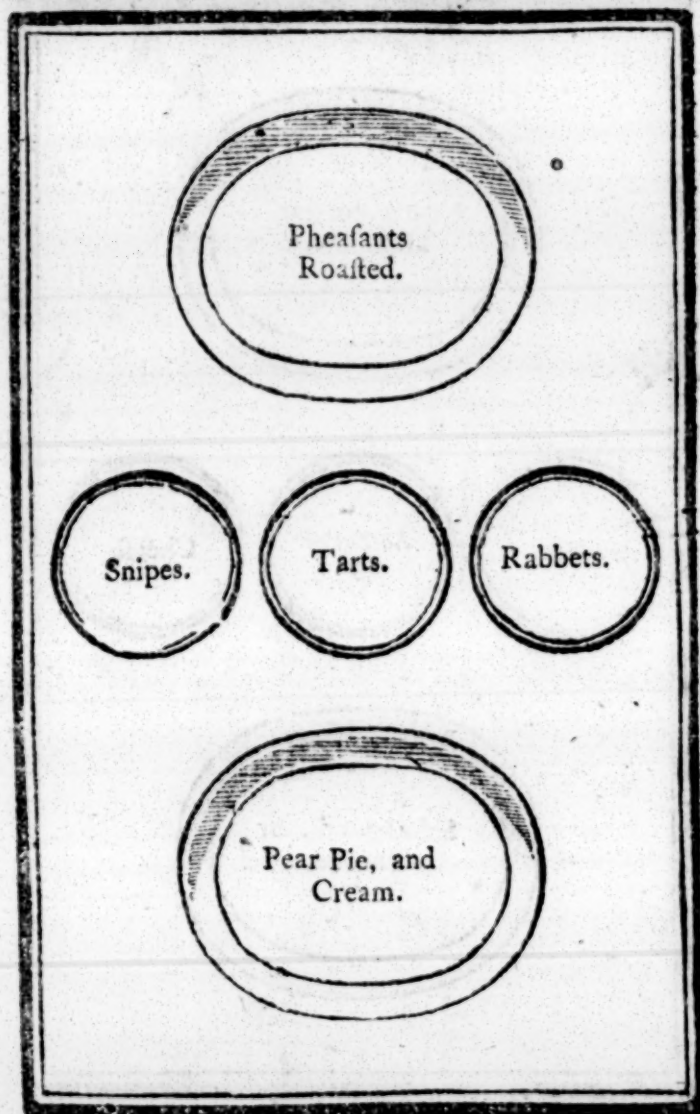 Pheaſants
Roaſted.
Snipes.
Tarts.
Rabbets.
Pear Pie, and
Cream.